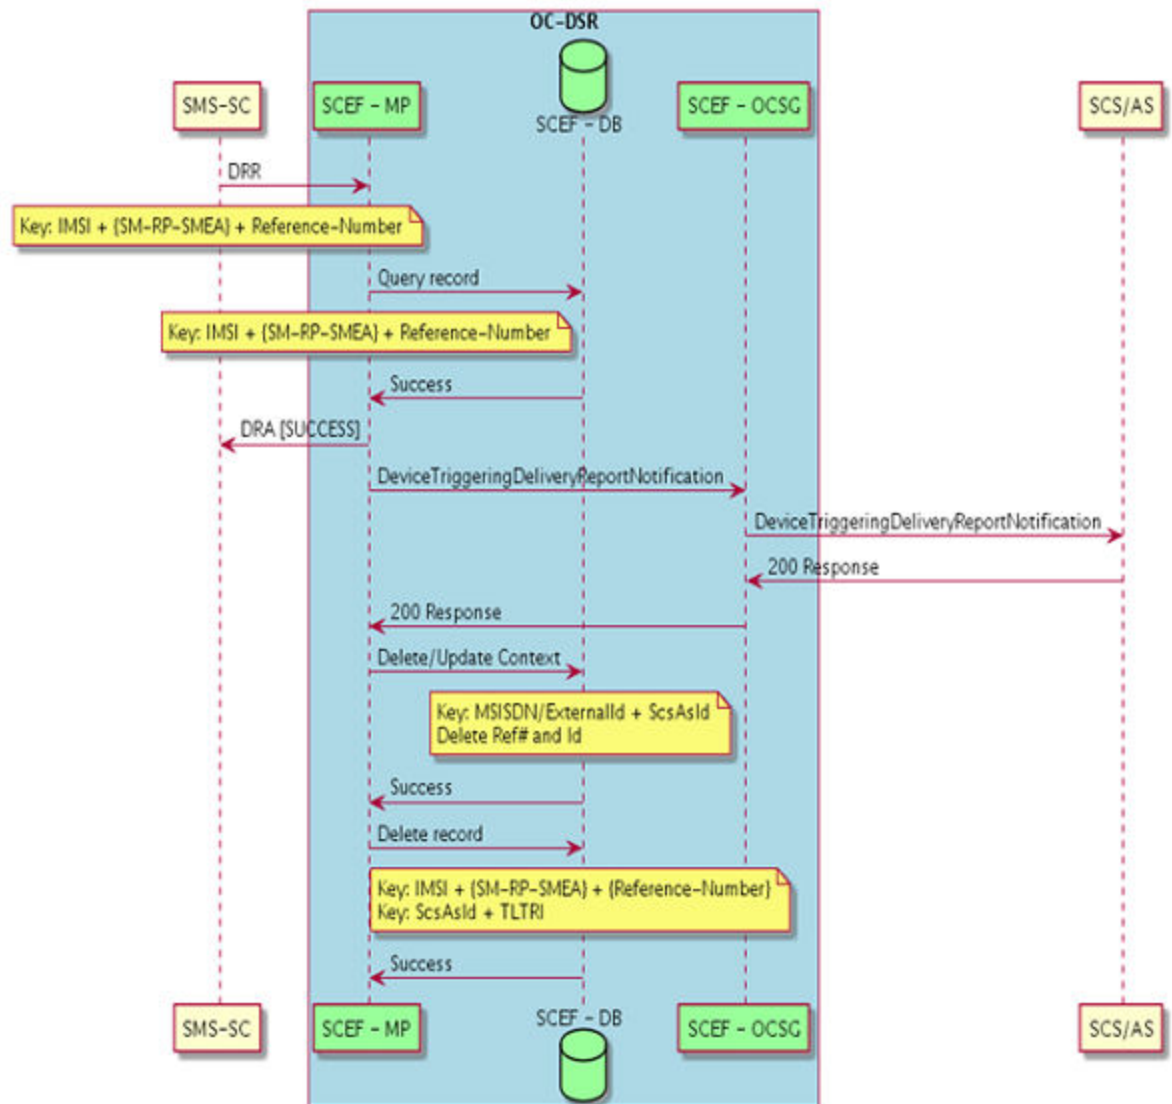 OC-DSR
SMS-SC
SCEF - MP
SCEF - DB
SCEF - OCSG
SCS/AS
DRR
Key: IMSI + {SM-RP-SMEA} + Reference-Number
Query record
Key: IMSI + {SM-RP-SMEA} + Reference-Number
Success
DRA [SUCCESS]
DeviceTriggeringDeliveryReportNotification
DeviceTriggeringDeliveryReportNotification
200 Response
200 Response
Delete/Update Context
Key: MSISDN/ExternalId + ScsAsId
Delete Ref# and Id
Success
Delete record
Key: IMSI + {SM-RP-SMEA} + {Reference-Number}
Key: ScsAsId + TLTRI
Success
SMS-SC
SCEF - MP
SCEF - DB
SCEF - OCSG
SCS/AS